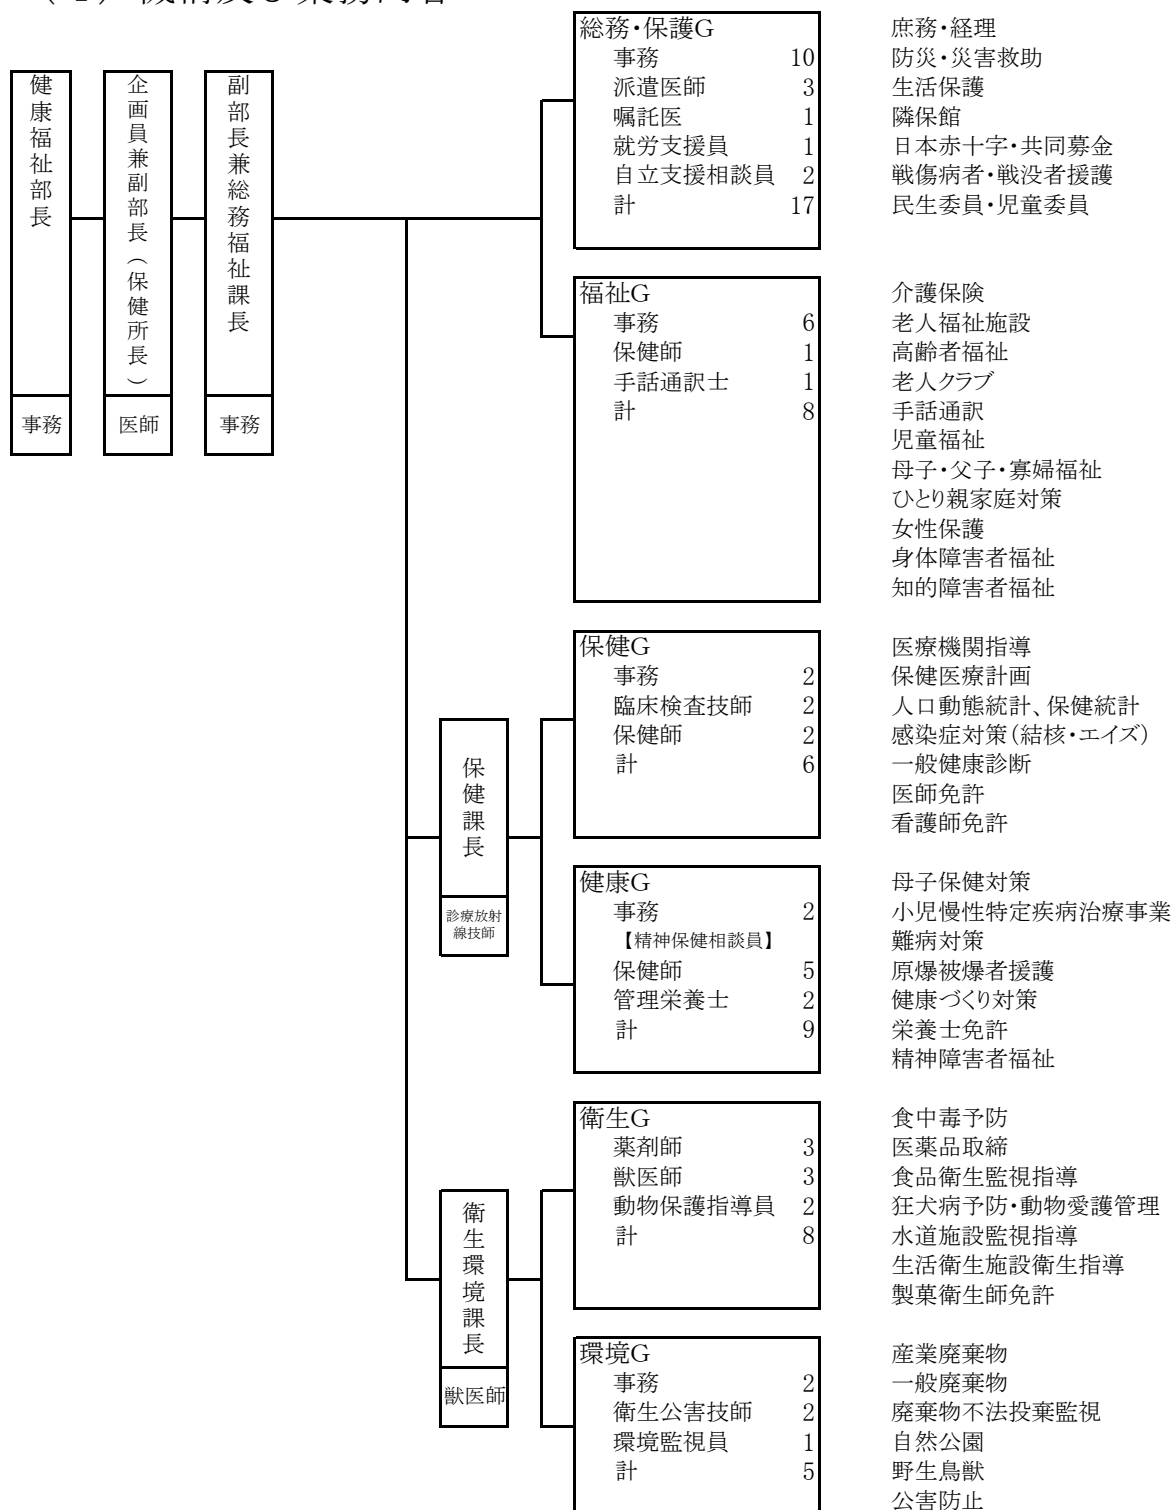 健康福祉部長
事務
企画員兼副部長（保健所長）
医師
副部長兼総務福祉課長
事務
総務・保護G
事務 10
派遣医師 3
嘱託医 1
就労支援員 1
自立支援相談員 2
計 17
庶務・経理
防災・災害救助
生活保護
隣保館
日本赤十字・共同募金
戦傷病者・戦没者援護
民生委員・児童委員
福祉G
事務 6
保健師 1
手話通訳士 1
計 8
介護保険
老人福祉施設
高齢者福祉
老人クラブ
手話通訳
児童福祉
母子・父子・寡婦福祉
ひとり親家庭対策
女性保護
身体障害者福祉
知的障害者福祉
保健課長
診療放射
線技師
保健G
事務 2
臨床検査技師 2
保健師 2
計 6
医療機関指導
保健医療計画
人口動態統計、保健統計
感染症対策（結核・エイズ）
一般健康診断
医師免許
看護師免許
健康G
事務 2
【精神保健相談員】
保健師 5
管理栄養士 2
計 9
母子保健対策
小児慢性特定疾病治療事業
難病対策
原爆被爆者援護
健康づくり対策
栄養士免許
精神障害者福祉
衛生環境課長
獣医師
衛生G
薬剤師 3
獣医師 3
動物保護指導員 2
計 8
食中毒予防
医薬品取締
食品衛生監視指導
狂犬病予防・動物愛護管理
水道施設監視指導
生活衛生施設衛生指導
製菓衛生師免許
環境G
事務 2
衛生公害技師 2
環境監視員 1
計 5
産業廃棄物
一般廃棄物
廃棄物不法投棄監視
自然公園
野生鳥獣
公害防止